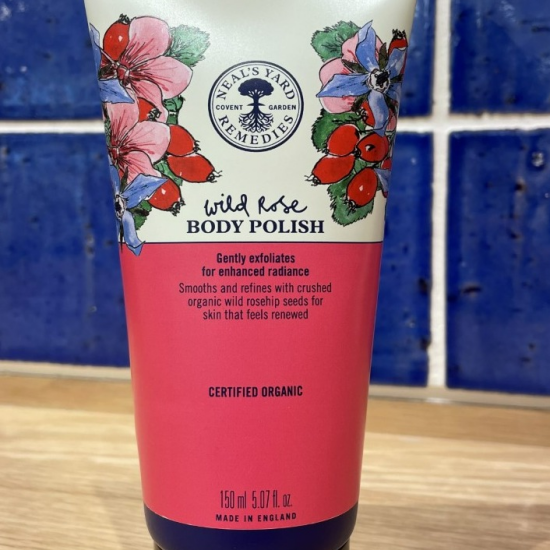 NEAL'S YARD
COVENT GARDEN
REMEDIES
wild Rose
BODY POLISH
Gently exfoliates
for enhanced radiance
Smooths and refines with crushed
organic wild rosehip seeds for
skin that feels renewed
CERTIFIED ORGANIC
150 ml 5.07 fl. oz.
MADE IN ENGLAND